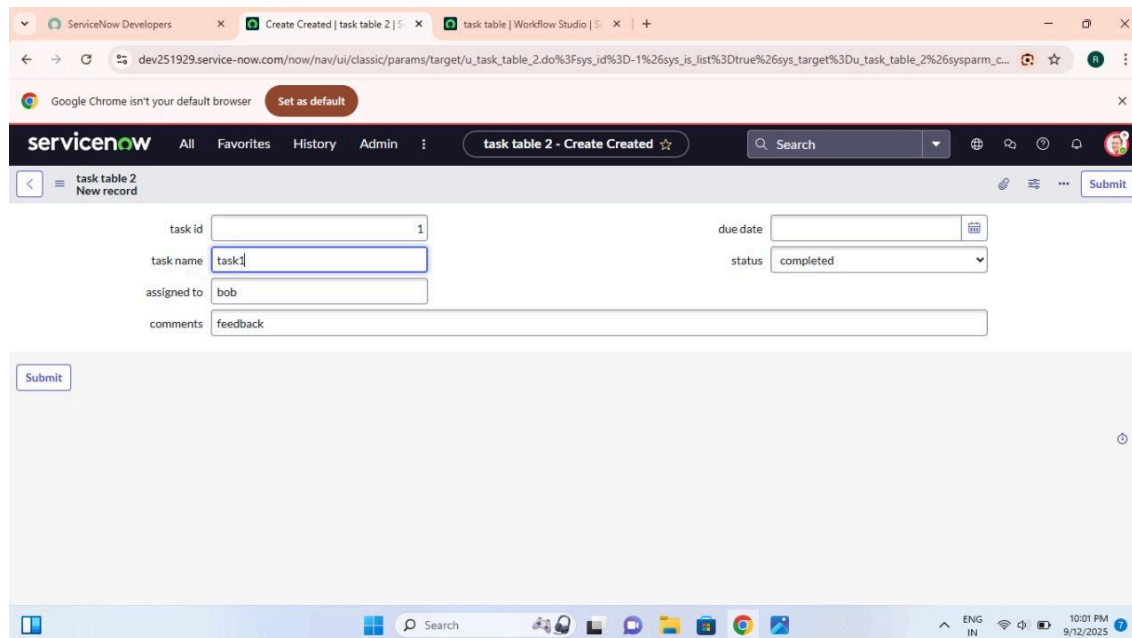 ServiceNow Developers
Create Created | task table 2 | S
task table | Workflow Studio | S
dev251929.service-now.com/now/nav/ui/classic/params/target/u_task_table_2.do%3Fsys_id%3D-1%26sys_is_list%3Dtrue%26sys_target%3Du_task_table_2%26sysparm_c...
R
Google Chrome isn't your default browser Set as default
servicenow All Favorites History Admin task table 2 - Create Created Search
task table 2
New record
Submit
task id 1 due date
task name task1 status completed
assigned to bob
comments feedback
Submit
Search
ENG
IN
10:01 PM
9/12/2025
7